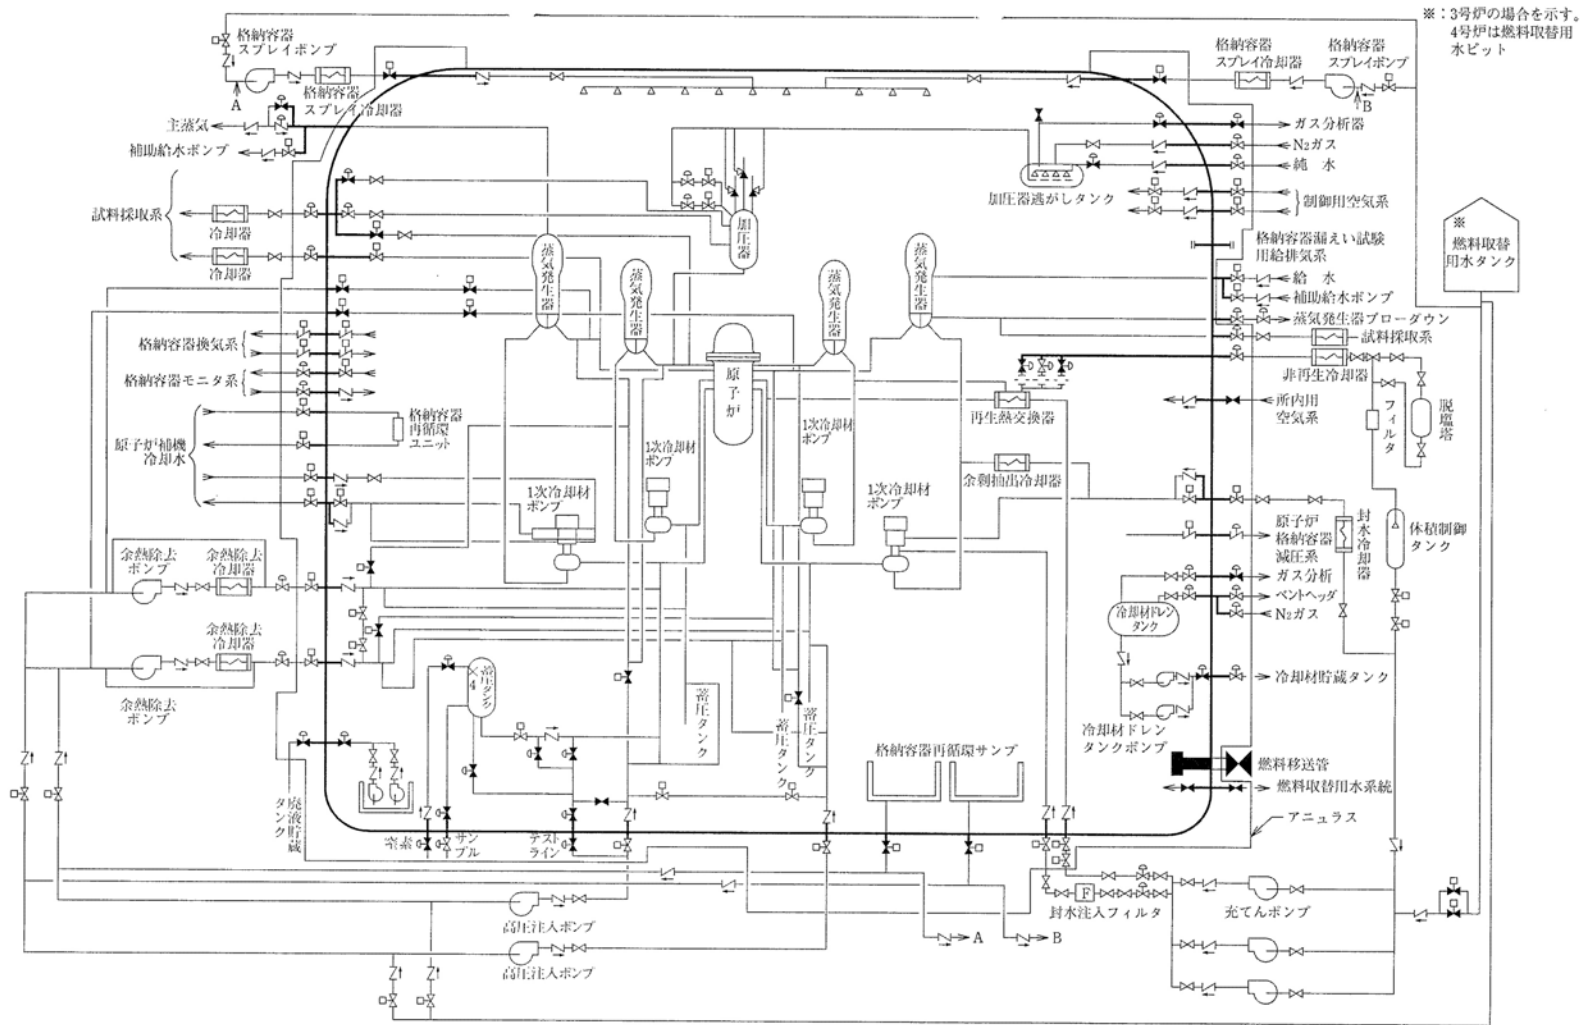 ※：3号炉の場合を示す。
4号炉は燃料取替用
水ピット
格納容器
スプレイポンプ
A
格納容器
スプレイ冷却器
主蒸気
補助給水ポンプ
試料採取系
冷却器
冷却器
格納容器換気系
格納容器モニタ系
原子炉補機
冷却水
格納容器
再循環
ユニット
余熱除去
ポンプ
余熱除去
冷却器
余熱除去
冷却器
余熱除去
ポンプ
廃液貯蔵
タンク
窒素
サン
プル
テスト
ライン
蓄圧タンク
×4
蓄圧タンク
蓄圧タンク
蓄圧タンク
高圧注入ポンプ
高圧注入ポンプ
蒸気発生器
蒸気発生器
加圧器
原子炉
蒸気発生器
蒸気発生器
1次冷却材
ポンプ
1次冷却材
ポンプ
1次冷却材
ポンプ
1次冷却材
ポンプ
加圧器逃がしタンク
再生熱交換器
余剰抽出冷却器
冷却材ドレン
タンク
冷却材ドレン
タンクポンプ
格納容器再循環サンプ
A
B
F
封水注入フィルタ
充てんポンプ
格納容器
スプレイ冷却器
格納容器
スプレイポンプ
B
ガス分析器
N2ガス
純 水
制御用空気系
格納容器漏えい試験
用給排気系
給 水
補助給水ポンプ
蒸気発生器ブローダウン
試料採取系
非再生冷却器
所内用
空気系
フィルタ
脱塩塔
原子炉
格納容器
減圧系
封水冷却器
体積制御
タンク
ガス分析
ベントヘッダ
N2ガス
冷却材貯蔵タンク
燃料移送管
燃料取替用水系統
アニュラス
※
燃料取替
用水タンク